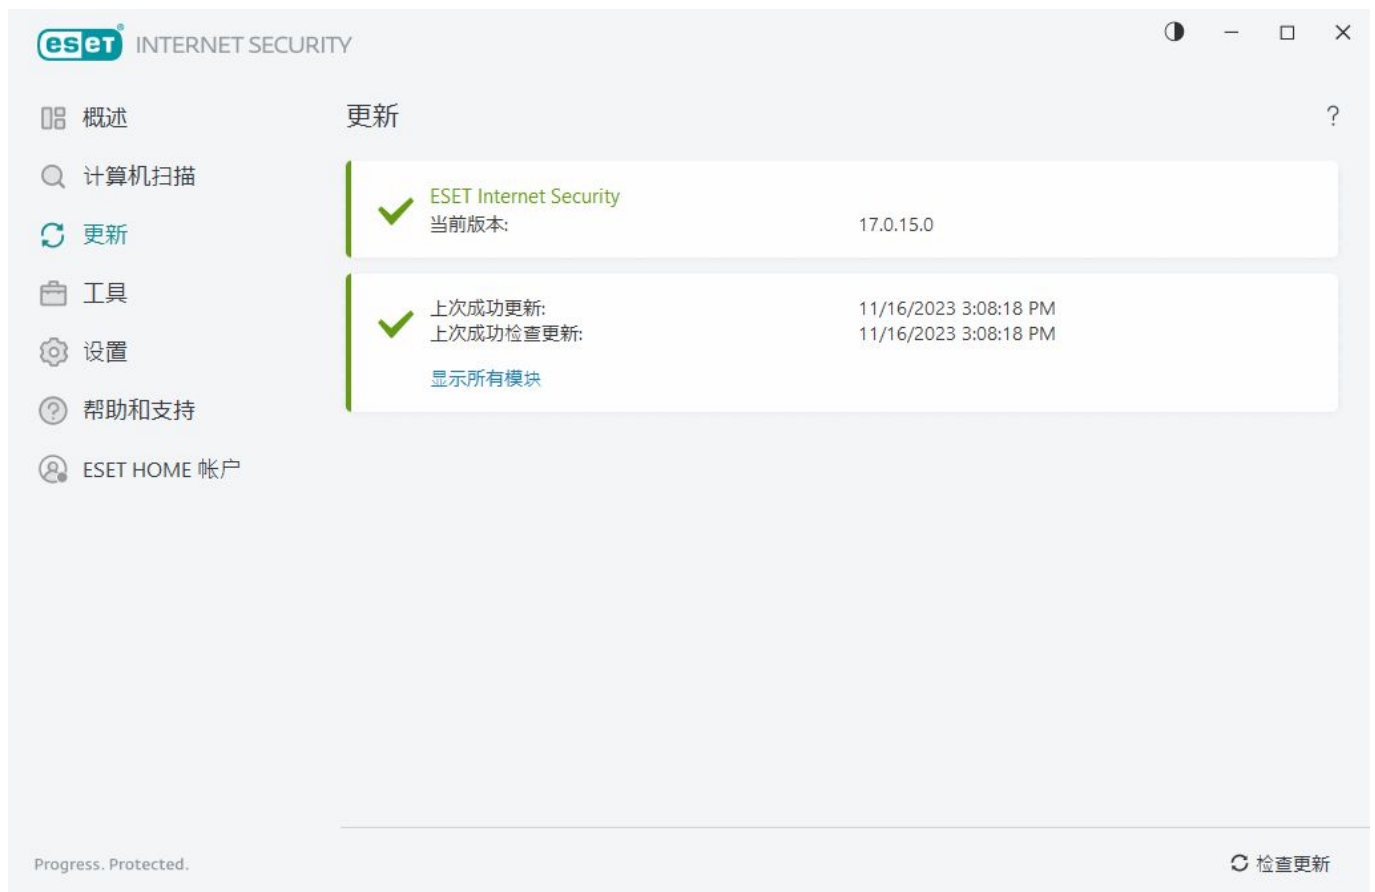 eset® INTERNET SECURITY
概述
计算机扫描
更新
工具
设置
帮助和支持
ESET HOME 帐户
更新
?
ESET Internet Security
当前版本: 17.0.15.0
上次成功更新: 11/16/2023 3:08:18 PM
上次成功检查更新: 11/16/2023 3:08:18 PM
显示所有模块
Progress. Protected.
检查更新